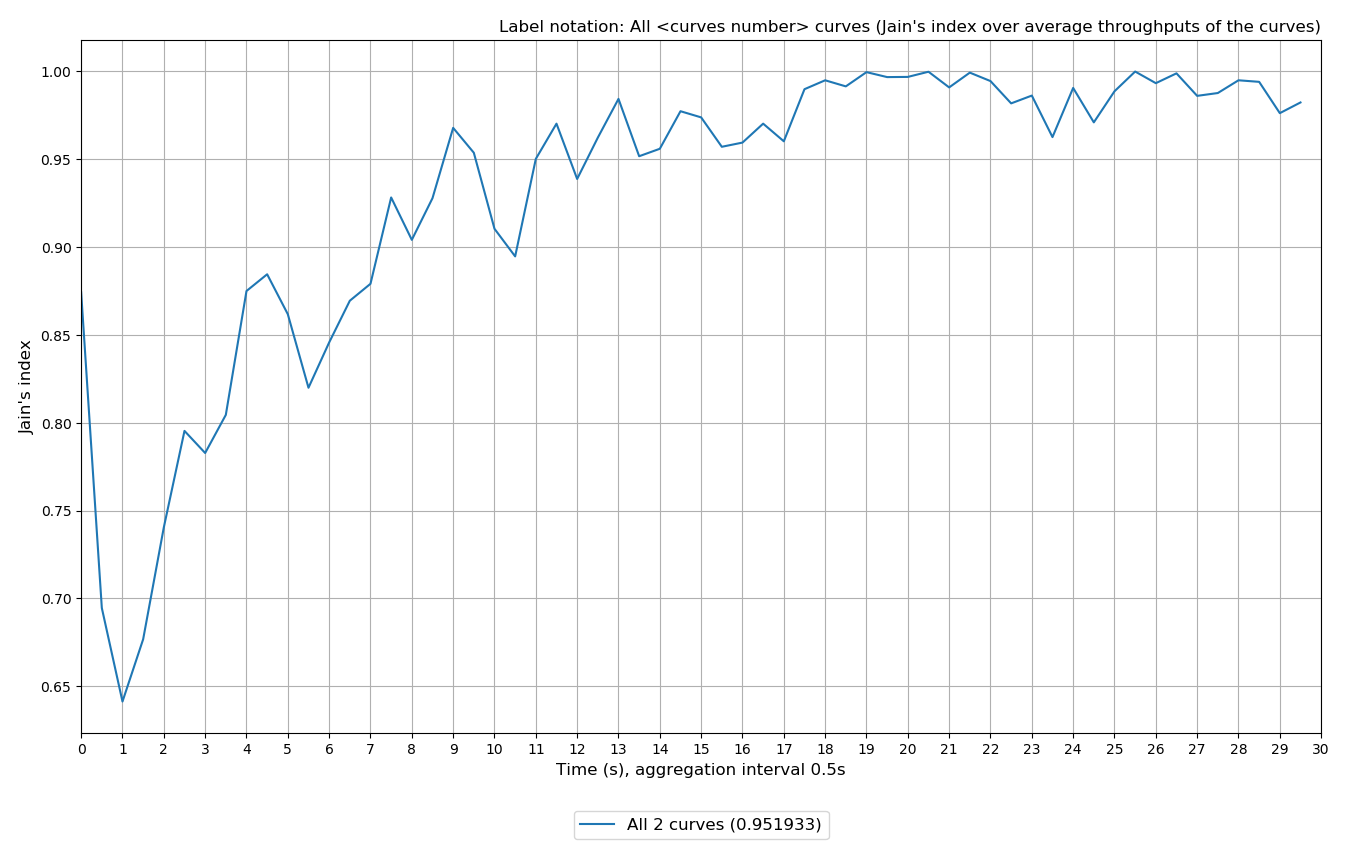 Label notation: All <curves number> curves (Jain's index over average throughputs of the curves)
1.00
0.95
0.90
0.85
0.80
0.75
0.70
0.65
Jain's index
0 1 2 3 4 5 6 7 8 9 10 11 12 13 14 15 16 17 18 19 20 21 22 23 24 25 26 27 28 29 30
Time (s), aggregation interval 0.5s
All 2 curves (0.951933)